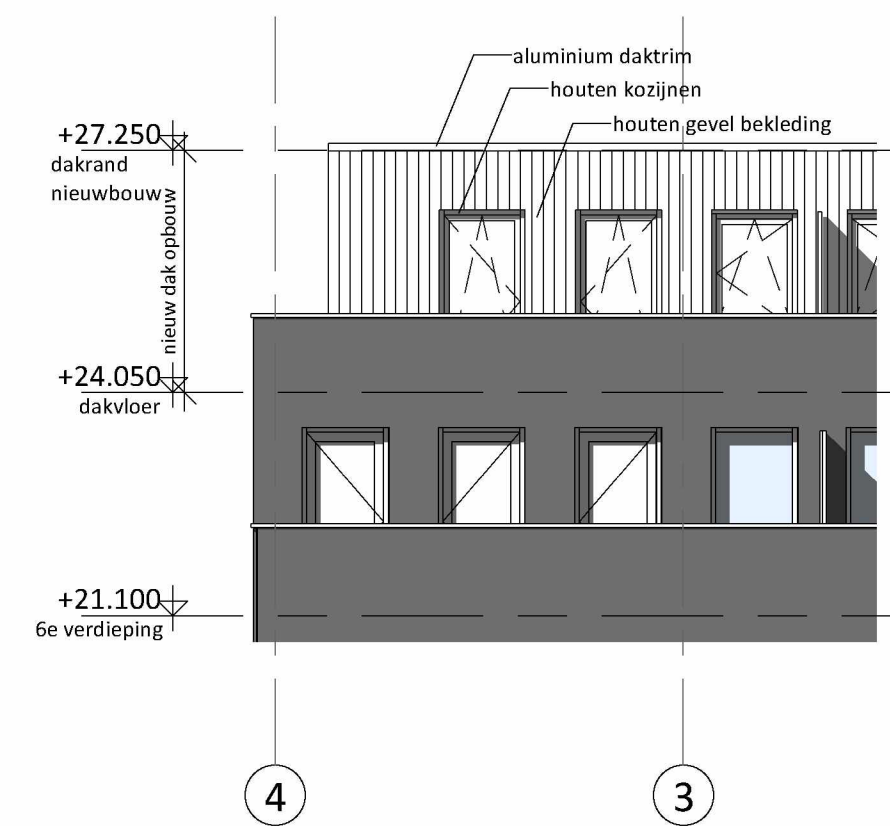 aluminium daktrim
houten kozijnen
houten gevel bekleding
+27.250
dakrand
nieuwbouw
nieuw dak opbouw
+24.050
dakvloer
+21.100
6e verdieping
4
3